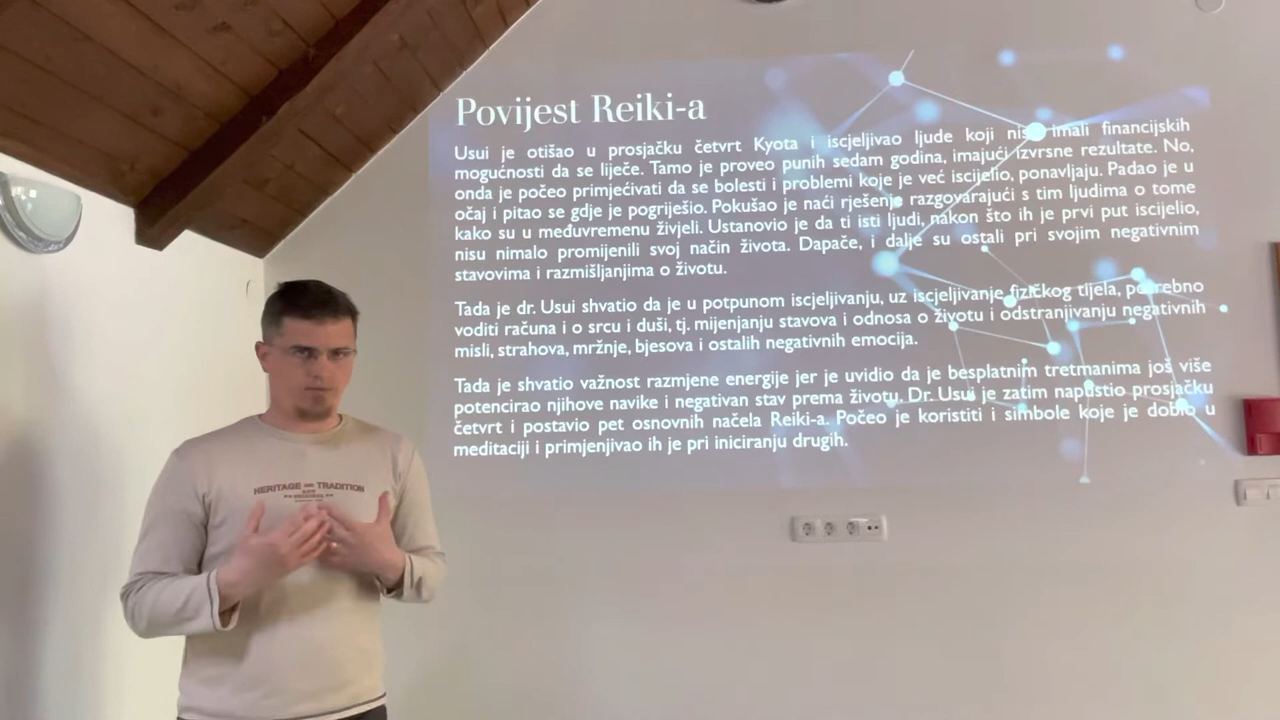 Povijest Reiki-a
Usui je otišao u prosjačku četvrt Kyota i iscjeljivao ljude koji nisu imali financijskih
mogućnosti da se liječe. Tamo je proveo punih sedam godina, imajući izvrsne rezultate. No,
onda je počeo primjećivati da se bolesti i problemi koje je već iscijelio, ponavljaju. Padao je u
očaj i pitao se gdje je pogriješio. Pokušao je naći rješenje razgovarajući s tim ljudima o tome
kako su u međuvremenu živjeli. Ustanovio je da ti isti ljudi, nakon što ih je prvi put iscijelio,
nisu nimalo promijenili svoj način života. Dapače, i dalje su ostali pri svojim negativnim
stavovima i razmišljanjima o životu.
Tada je dr. Usui shvatio da je u potpunom iscjeljivanju, uz iscjeljivanje fizičkog tijela, potrebno
voditi računa i o srcu i duši, tj. mijenjanju stavova i odnosa o životu i odstranjivanju negativnih
misli, strahova, mržnje, bjesova i ostalih negativnih emocija.
Tada je shvatio važnost razmjene energije jer je uvidio da je besplatnim tretmanima još više
potencirao njihove navike i negativan stav prema životu. Dr. Usui je zatim napustio prosjačku
četvrt i postavio pet osnovnih načela Reiki-a. Počeo je koristiti i simbole koje je dobio u
meditaciji i primjenjivao ih je pri iniciranju drugih.
HERITAGE AND TRADITION